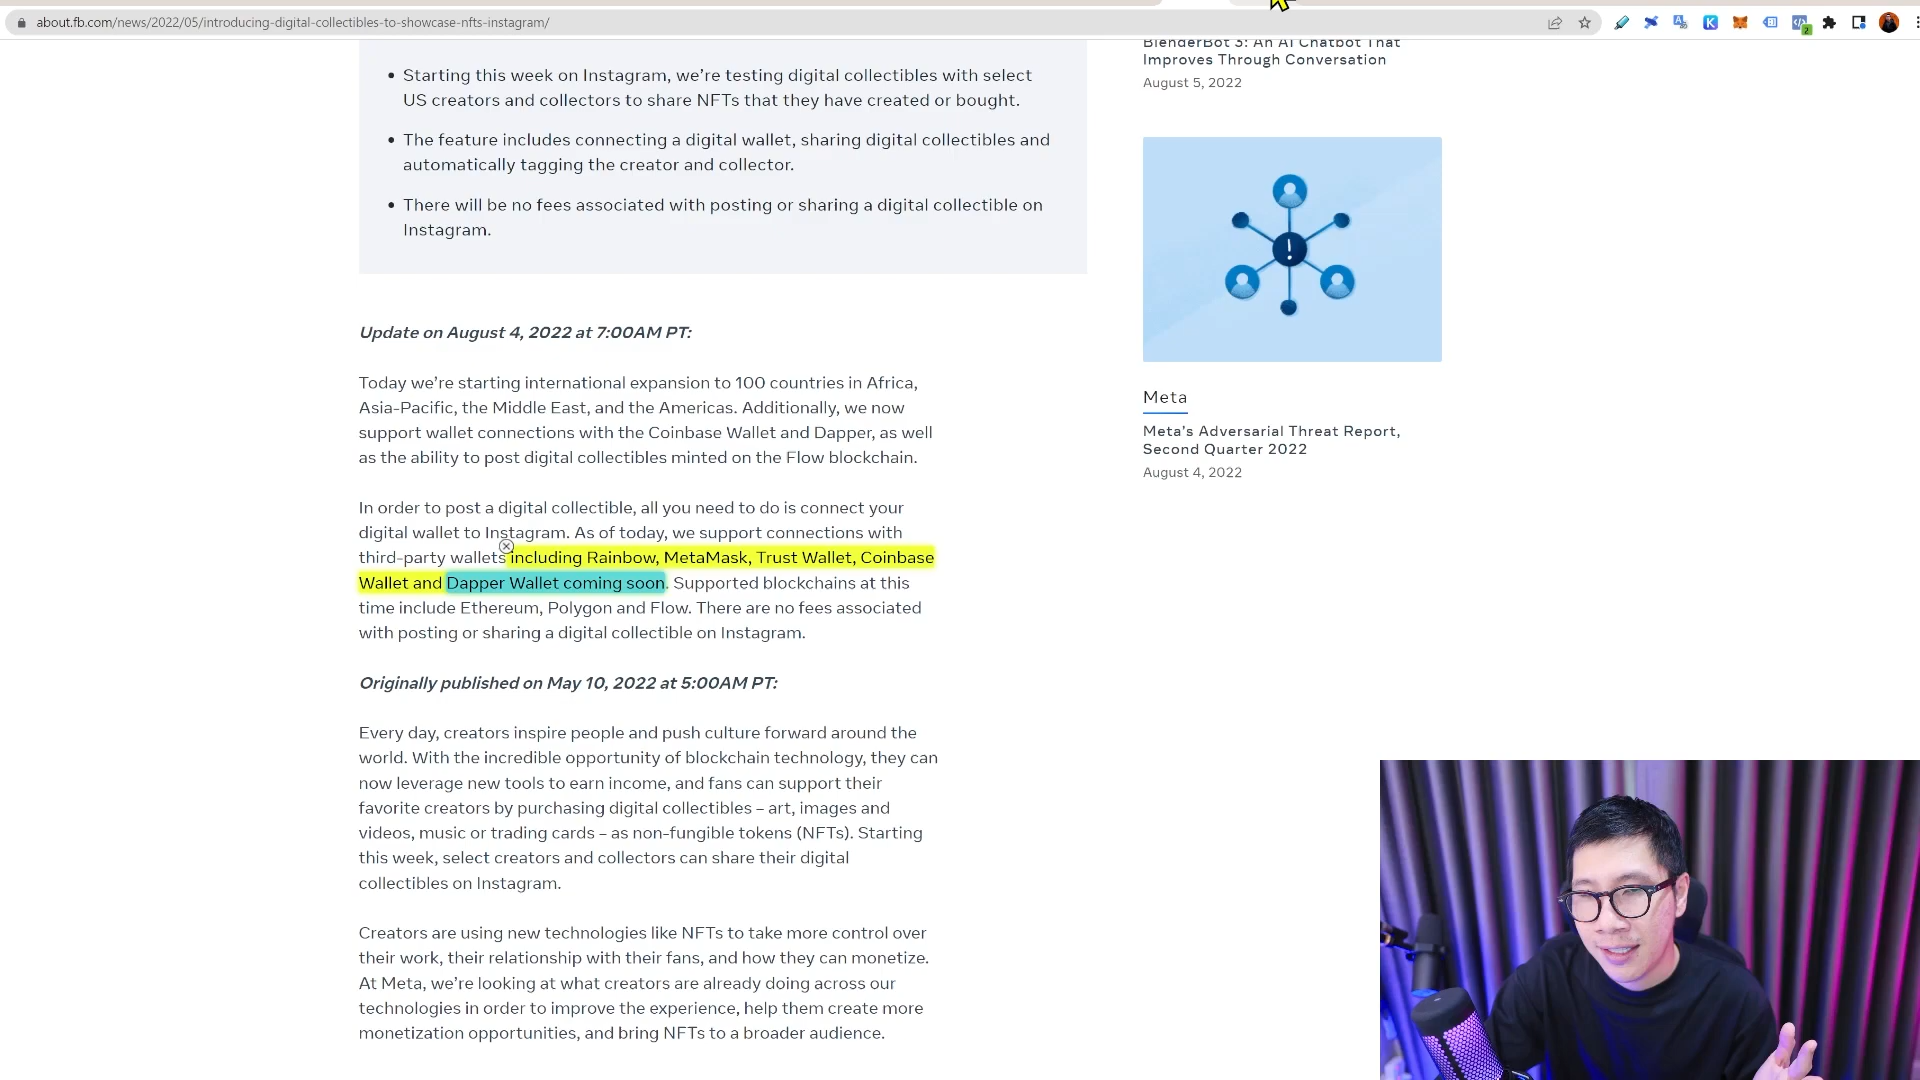 about.fb.com/news/2022/05/introducing-digital-collectibles-to-showcase-nfts-instagram/
• Starting this week on Instagram, we’re testing digital collectibles with select
US creators and collectors to share NFTs that they have created or bought.
• The feature includes connecting a digital wallet, sharing digital collectibles and
automatically tagging the creator and collector.
• There will be no fees associated with posting or sharing a digital collectible on
Instagram.
Update on August 4, 2022 at 7:00AM PT:
Today we’re starting international expansion to 100 countries in Africa,
Asia-Pacific, the Middle East, and the Americas. Additionally, we now
support wallet connections with the Coinbase Wallet and Dapper, as well
as the ability to post digital collectibles minted on the Flow blockchain.
In order to post a digital collectible, all you need to do is connect your
digital wallet to Instagram. As of today, we support connections with
third-party wallets including Rainbow, MetaMask, Trust Wallet, Coinbase
Wallet and Dapper Wallet coming soon. Supported blockchains at this
time include Ethereum, Polygon and Flow. There are no fees associated
with posting or sharing a digital collectible on Instagram.
Originally published on May 10, 2022 at 5:00AM PT:
Every day, creators inspire people and push culture forward around the
world. With the incredible opportunity of blockchain technology, they can
now leverage new tools to earn income, and fans can support their
favorite creators by purchasing digital collectibles – art, images and
videos, music or trading cards – as non-fungible tokens (NFTs). Starting
this week, select creators and collectors can share their digital
collectibles on Instagram.
Creators are using new technologies like NFTs to take more control over
their work, their relationship with their fans, and how they can monetize.
At Meta, we’re looking at what creators are already doing across our
technologies in order to improve the experience, help them create more
monetization opportunities, and bring NFTs to a broader audience.
BlenderBot 3: An AI Chatbot That
Improves Through Conversation
August 5, 2022
Meta
Meta’s Adversarial Threat Report,
Second Quarter 2022
August 4, 2022